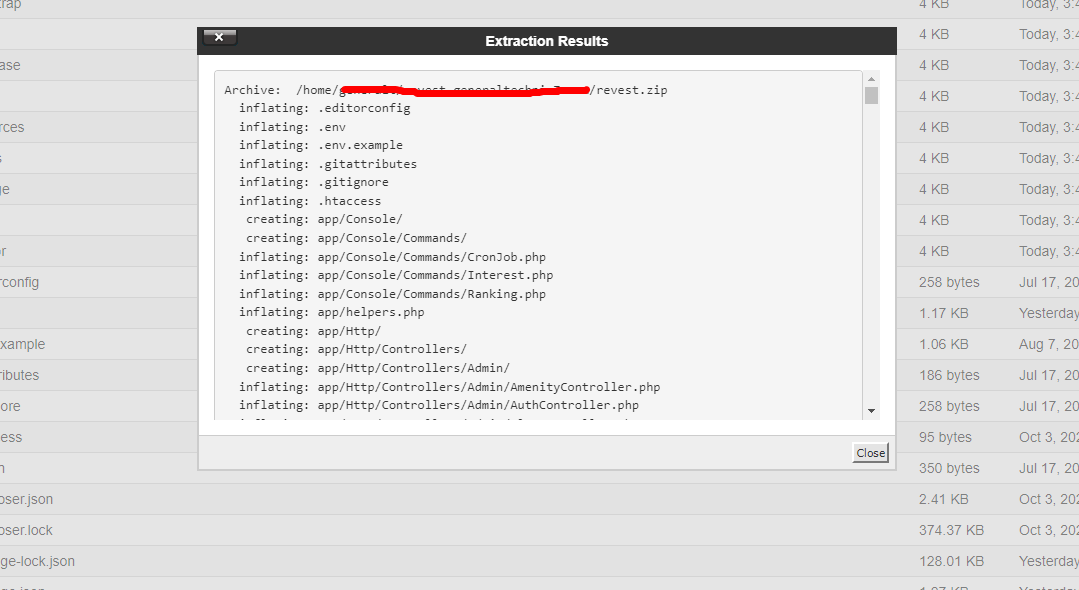 trap
ase
rces
s
ge
or
rconfig
xample
ributes
ore
ess
n
oser.json
oser.lock
ge-lock.json
Extraction Results
Archive: /home/ /revest.zip
inflating: .editorconfig
inflating: .env
inflating: .env.example
inflating: .gitattributes
inflating: .gitignore
inflating: .htaccess
creating: app/Console/
creating: app/Console/Commands/
inflating: app/Console/Commands/CronJob.php
inflating: app/Console/Commands/Interest.php
inflating: app/Console/Commands/Ranking.php
inflating: app/helpers.php
creating: app/Http/
creating: app/Http/Controllers/
creating: app/Http/Controllers/Admin/
inflating: app/Http/Controllers/Admin/AmenityController.php
inflating: app/Http/Controllers/Admin/AuthController.php
Close
4 KB Today, 3:4
4 KB Today, 3:4
4 KB Today, 3:4
4 KB Today, 3:4
4 KB Today, 3:4
4 KB Today, 3:4
4 KB Today, 3:4
4 KB Today, 3:4
4 KB Today, 3:4
258 bytes Jul 17, 20
1.17 KB Yesterday
1.06 KB Aug 7, 20
186 bytes Jul 17, 20
258 bytes Jul 17, 20
95 bytes Oct 3, 202
350 bytes Jul 17, 20
2.41 KB Oct 3, 202
374.37 KB Oct 3, 202
128.01 KB Yesterday